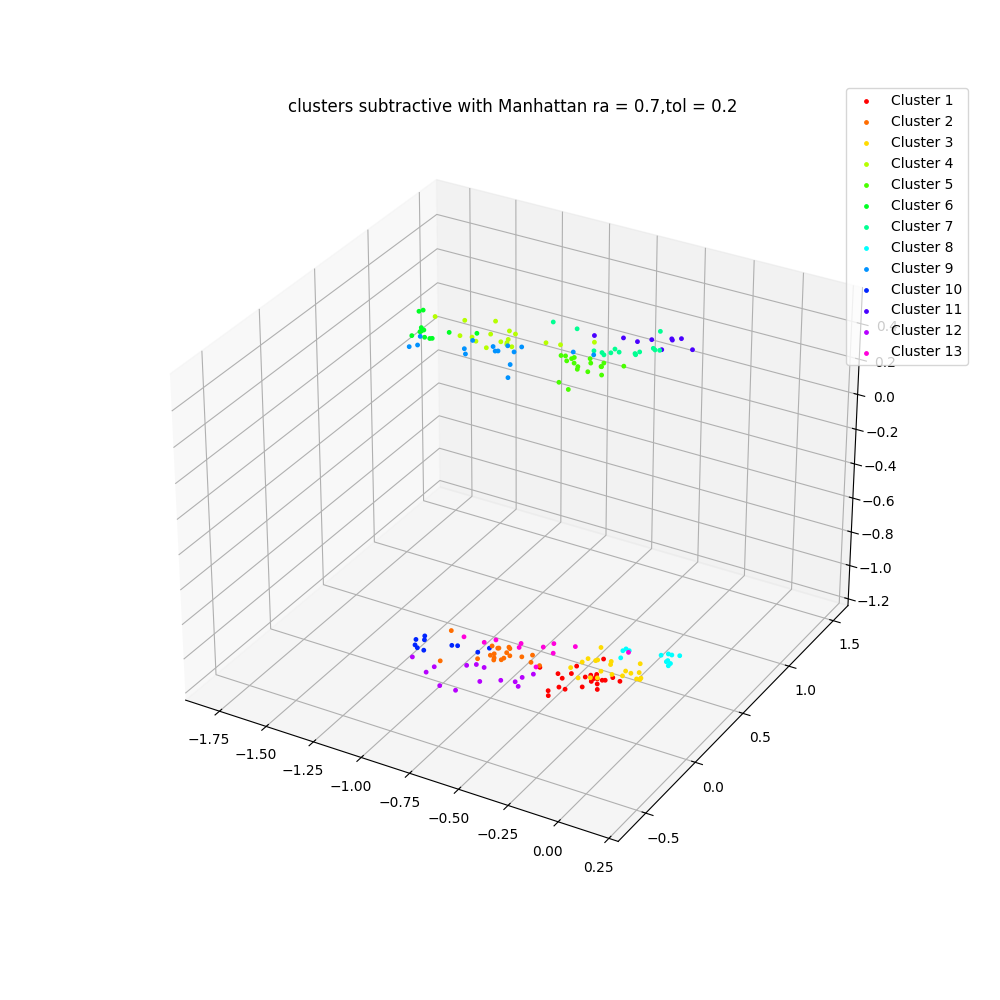 clusters subtractive with Manhattan ra = 0.7,tol = 0.2
Cluster 1
Cluster 2
Cluster 3
Cluster 4
Cluster 5
Cluster 6
Cluster 7
Cluster 8
Cluster 9
Cluster 10
Cluster 11
Cluster 12
Cluster 13
0.4
0.2
0.0
−0.2
−0.4
−0.6
−0.8
−1.0
−1.2
1.5
1.0
0.5
0.0
−0.5
−1.75
−1.50
−1.25
−1.00
−0.75
−0.50
−0.25
0.00
0.25